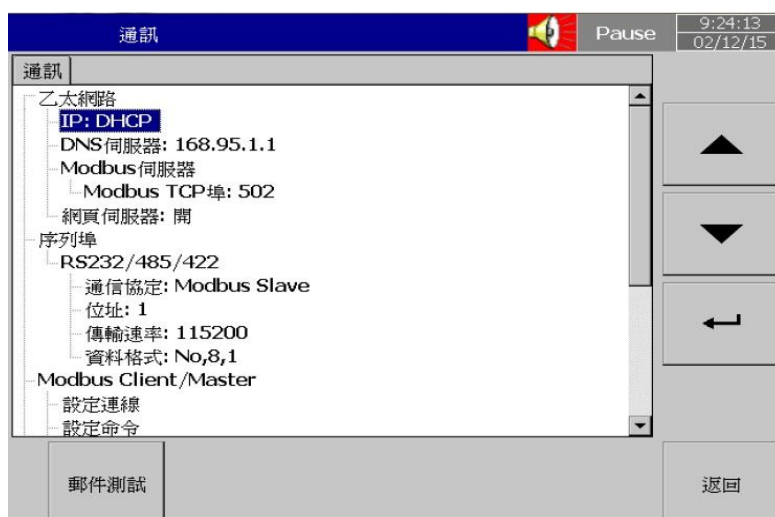 通訊
Pause
9:24:13
02/12/15
通訊
乙太網路
IP: DHCP
DNS伺服器: 168.95.1.1
Modbus伺服器
Modbus TCP埠: 502
網頁伺服器: 開
序列埠
RS232/485/422
通信協定: Modbus Slave
位址: 1
傳輸速率: 115200
資料格式: No,8,1
Modbus Client/Master
設定連線
設定命令
郵件測試
返回